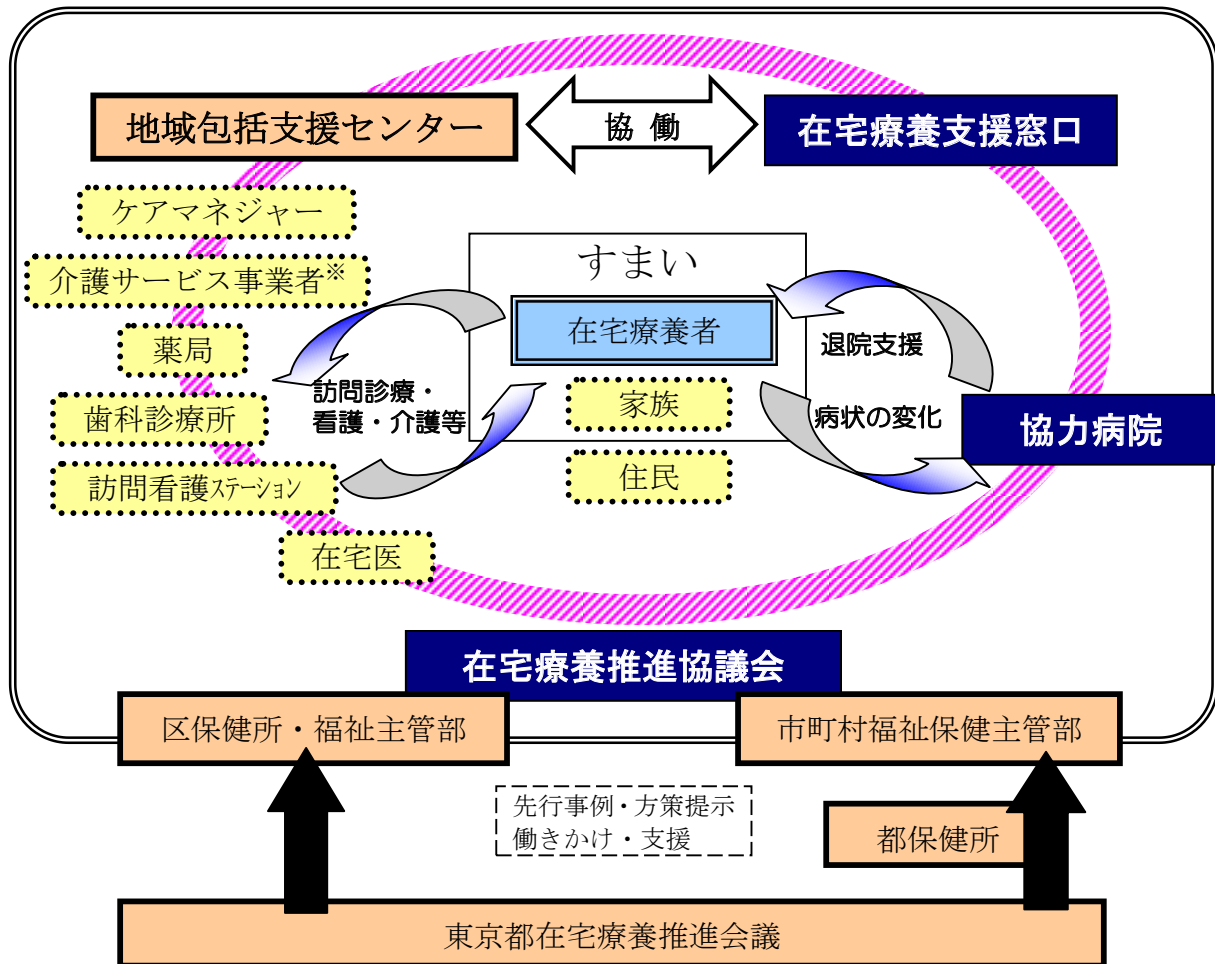 地域包括支援センター
協 働
在宅療養支援窓口
ケアマネジャー
介護サービス事業者※
薬局
歯科診療所
訪問看護ステーション
在宅医
すまい
在宅療養者
家族
住民
訪問診療・
看護・介護等
退院支援
病状の変化
協力病院
在宅療養推進協議会
区保健所・福祉主管部
市町村福祉保健主管部
先行事例・方策提示
働きかけ・支援
都保健所
東京都在宅療養推進会議